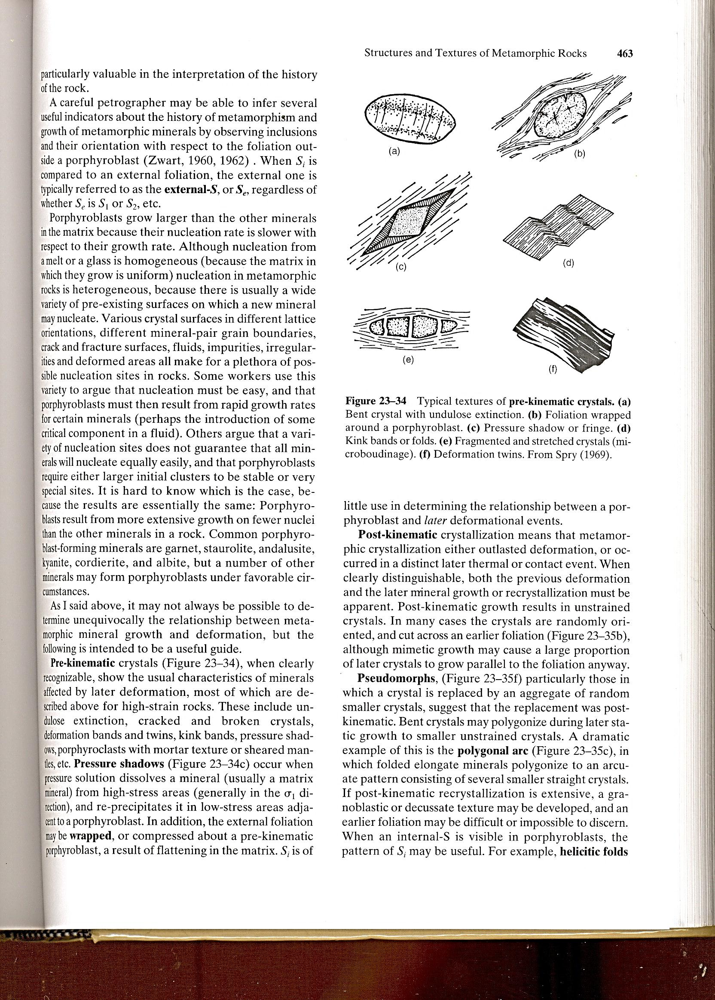 Structures and Textures of Metamorphic Rocks 463
particularly valuable in the interpretation of the history
of the rock.
A careful petrographer may be able to infer several
useful indicators about the history of metamorphism and
growth of metamorphic minerals by observing inclusions
and their orientation with respect to the foliation out-
side a porphyroblast (Zwart, 1960, 1962) . When Si is
compared to an external foliation, the external one is
typically referred to as the external-S, or Se, regardless of
whether Se is S1 or S2, etc.
Porphyroblasts grow larger than the other minerals
in the matrix because their nucleation rate is slower with
respect to their growth rate. Although nucleation from
a melt or a glass is homogeneous (because the matrix in
which they grow is uniform) nucleation in metamorphic
rocks is heterogeneous, because there is usually a wide
variety of pre-existing surfaces on which a new mineral
may nucleate. Various crystal surfaces in different lattice
orientations, different mineral-pair grain boundaries,
crack and fracture surfaces, fluids, impurities, irregular-
ities and deformed areas all make for a plethora of pos-
sible nucleation sites in rocks. Some workers use this
variety to argue that nucleation must be easy, and that
porphyroblasts must then result from rapid growth rates
for certain minerals (perhaps the introduction of some
critical component in a fluid). Others argue that a vari-
ety of nucleation sites does not guarantee that all min-
erals will nucleate equally easily, and that porphyroblasts
require either larger initial clusters to be stable or very
special sites. It is hard to know which is the case, be-
cause the results are essentially the same: Porphyro-
blasts result from more extensive growth on fewer nuclei
than the other minerals in a rock. Common porphyro-
blast-forming minerals are garnet, staurolite, andalusite,
kyanite, cordierite, and albite, but a number of other
minerals may form porphyroblasts under favorable cir-
cumstances.
As I said above, it may not always be possible to de-
termine unequivocally the relationship between meta-
morphic mineral growth and deformation, but the
following is intended to be a useful guide.
Pre-kinematic crystals (Figure 23–34), when clearly
recognizable, show the usual characteristics of minerals
affected by later deformation, most of which are de-
scribed above for high-strain rocks. These include un-
dulose extinction, cracked and broken crystals,
deformation bands and twins, kink bands, pressure shad-
ows, porphyroclasts with mortar texture or sheared man-
tles, etc. Pressure shadows (Figure 23–34c) occur when
pressure solution dissolves a mineral (usually a matrix
mineral) from high-stress areas (generally in the σ1 di-
rection), and re-precipitates it in low-stress areas adja-
cent to a porphyroblast. In addition, the external foliation
may be wrapped, or compressed about a pre-kinematic
porphyroblast, a result of flattening in the matrix. Si is of
(a)
(b)
(c)
(d)
(e)
(f)
Figure 23–34 Typical textures of pre-kinematic crystals. (a)
Bent crystal with undulose extinction. (b) Foliation wrapped
around a porphyroblast. (c) Pressure shadow or fringe. (d)
Kink bands or folds. (e) Fragmented and stretched crystals (mi-
croboudinage). (f) Deformation twins. From Spry (1969).
little use in determining the relationship between a por-
phyroblast and later deformational events.
Post-kinematic crystallization means that metamor-
phic crystallization either outlasted deformation, or oc-
curred in a distinct later thermal or contact event. When
clearly distinguishable, both the previous deformation
and the later mineral growth or recrystallization must be
apparent. Post-kinematic growth results in unstrained
crystals. In many cases the crystals are randomly ori-
ented, and cut across an earlier foliation (Figure 23–35b),
although mimetic growth may cause a large proportion
of later crystals to grow parallel to the foliation anyway.
Pseudomorphs, (Figure 23–35f) particularly those in
which a crystal is replaced by an aggregate of random
smaller crystals, suggest that the replacement was post-
kinematic. Bent crystals may polygonize during later sta-
tic growth to smaller unstrained crystals. A dramatic
example of this is the polygonal arc (Figure 23–35c), in
which folded elongate minerals polygonize to an arcu-
ate pattern consisting of several smaller straight crystals.
If post-kinematic recrystallization is extensive, a gra-
noblastic or decussate texture may be developed, and an
earlier foliation may be difficult or impossible to discern.
When an internal-S is visible in porphyroblasts, the
pattern of Si may be useful. For example, helicitic folds